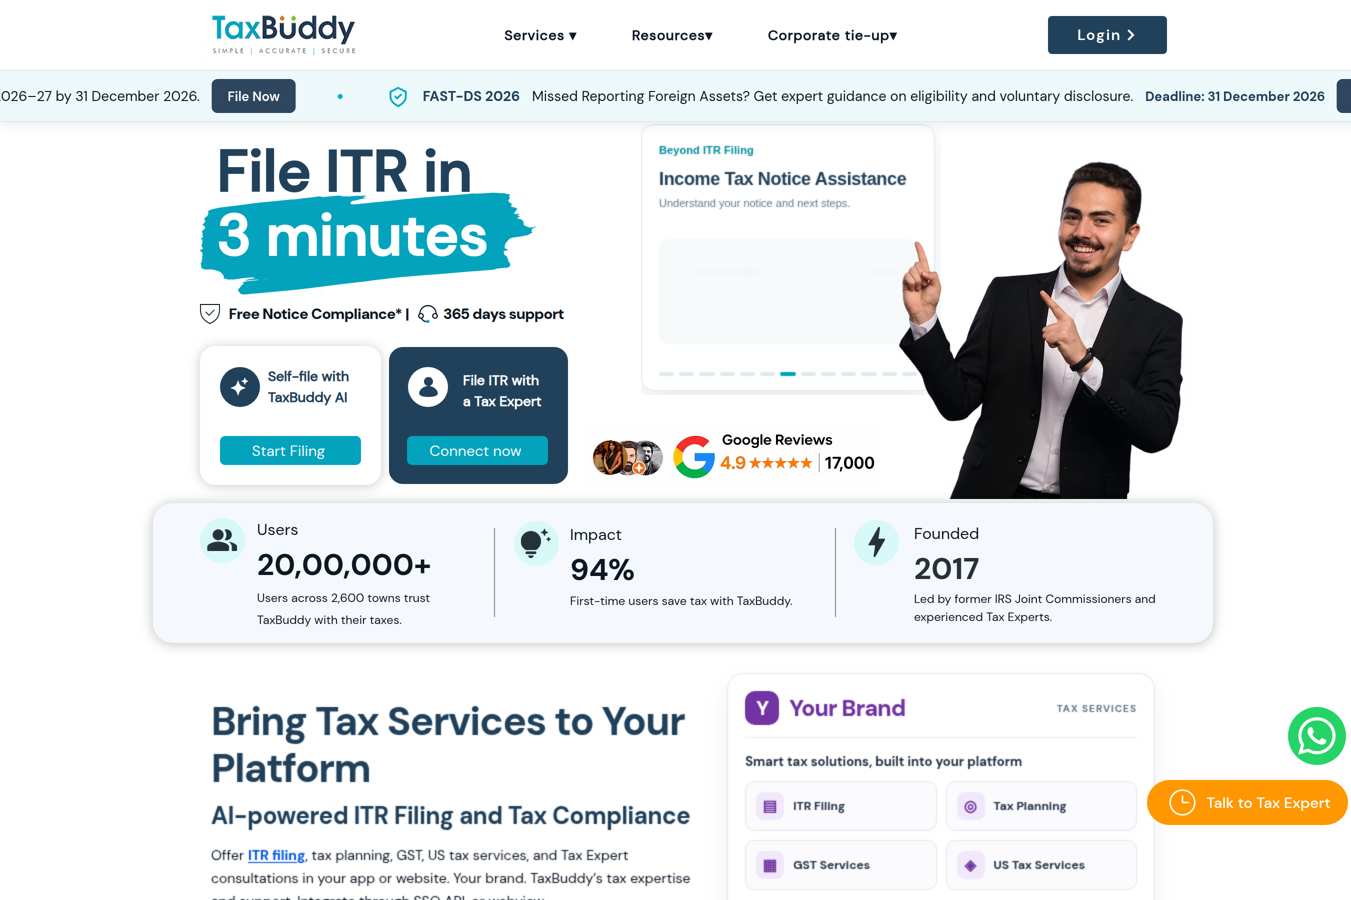 TaxBuddy
SIMPLE | ACCURATE | SECURE
Services ▾
Resources▾
Corporate tie-up▾
Login
026–27 by 31 December 2026.
File Now
FAST-DS 2026
Missed Reporting Foreign Assets? Get expert guidance on eligibility and voluntary disclosure.
Deadline: 31 December 2026
File ITR in
3 minutes
Free Notice Compliance* |
365 days support
Self-file with
TaxBuddy AI
Start Filing
File ITR with
a Tax Expert
Connect now
Beyond ITR Filing
Income Tax Notice Assistance
Understand your notice and next steps.
Google Reviews
4.9 ★★★★★ | 17,000
Users
20,00,000+
Users across 2,600 towns trust
TaxBuddy with their taxes.
Impact
94%
First-time users save tax with TaxBuddy.
Founded
2017
Led by former IRS Joint Commissioners and
experienced Tax Experts.
Bring Tax Services to Your
Platform
AI-powered ITR Filing and Tax Compliance
Offer ITR filing, tax planning, GST, US tax services, and Tax Expert
consultations in your app or website. Your brand. TaxBuddy's tax expertise
and support. Integrate through SSO API, or webview.
Y
Your Brand
TAX SERVICES
Smart tax solutions, built into your platform
ITR Filing
Tax Planning
GST Services
US Tax Services
Talk to Tax Expert